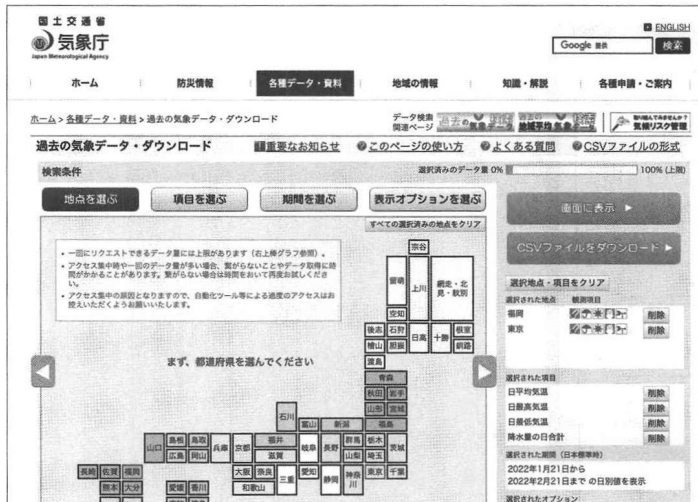 国土交通省
気象庁
Japan Meteorological Agency
ENGLISH
Google 提供
検索
ホーム
防災情報
各種データ・資料
地域の情報
知識・解説
各種申請・ご案内
ホーム > 各種データ・資料 > 過去の気象データ・ダウンロード
データ検索
関連ページ
過去の
気象データ
地域平均気象データ
取り組んでみませんか？
気候リスク管理
過去の気象データ・ダウンロード
重要なお知らせ
このページの使い方
よくある質問
CSVファイルの形式
検索条件
選択済みのデータ量 0%
100% (上限)
地点を選ぶ
項目を選ぶ
期間を選ぶ
表示オプションを選ぶ
画面に表示
CSVファイルをダウンロード
すべての選択済みの地点をクリア
・一回にリクエストできるデータ量には上限があります（右上棒グラフ参照）。
・アクセス集中時や一回のデータ量が多い場合、繋がらないことやデータ取得に時
間がかかることがあります。繋がらない場合は時間をおいて再度お試しくださ
い。
・アクセス集中の原因となりますので、自動化ツール等による過度のアクセスはお
控えいただくようお願いいたします。
まず、都道府県を選んでください
宗谷
留萌 上川 網走・北見・紋別
空知
後志 石狩 日高 十勝 根室
檜山 胆振 釧路
渡島
青森
秋田 岩手
山形 宮城
石川 富山 新潟 福島
山口 島根 鳥取 兵庫 京都 福井 岐阜 長野 群馬 栃木 茨城
広島 岡山 滋賀 山梨 埼玉
長崎 佐賀 福岡 大阪 奈良 三重 愛知 静岡 神奈川 東京 千葉
熊本 大分 愛媛 香川 和歌山
選択地点・項目をクリア
選択された地点 観測項目
福岡 削除
東京 削除
選択された項目
日平均気温 削除
日最高気温 削除
日最低気温 削除
降水量の日合計 削除
選択された期間（日本標準時）
2022年1月21日から
2022年2月21日まで の日別値を表示
選択されたオプション